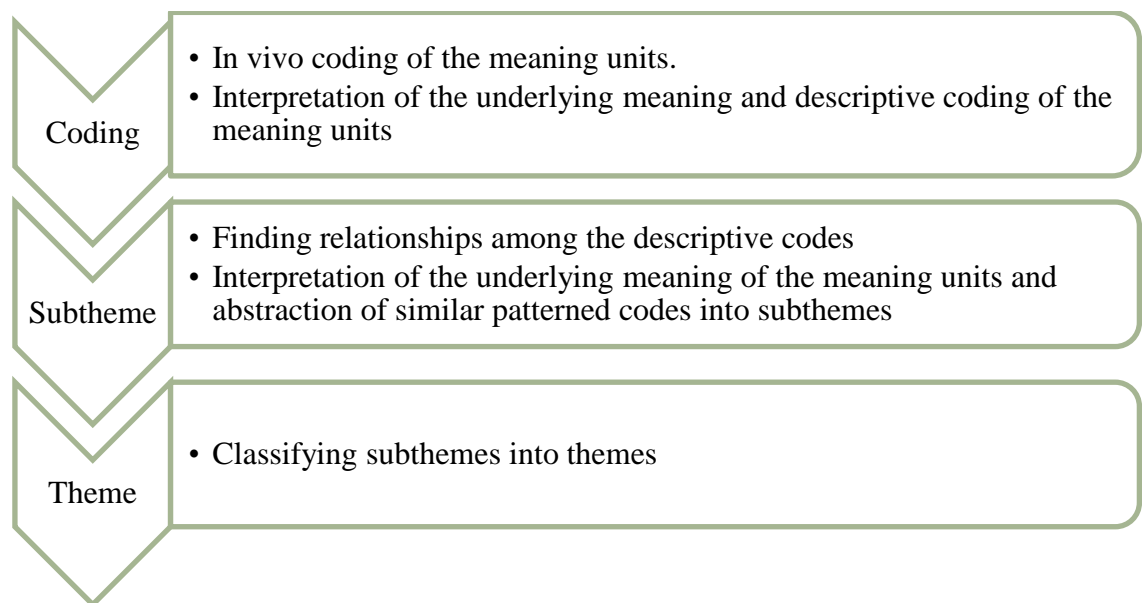 Coding
• In vivo coding of the meaning units.
• Interpretation of the underlying meaning and descriptive coding of the
meaning units
Subtheme
• Finding relationships among the descriptive codes
• Interpretation of the underlying meaning of the meaning units and
abstraction of similar patterned codes into subthemes
Theme
• Classifying subthemes into themes